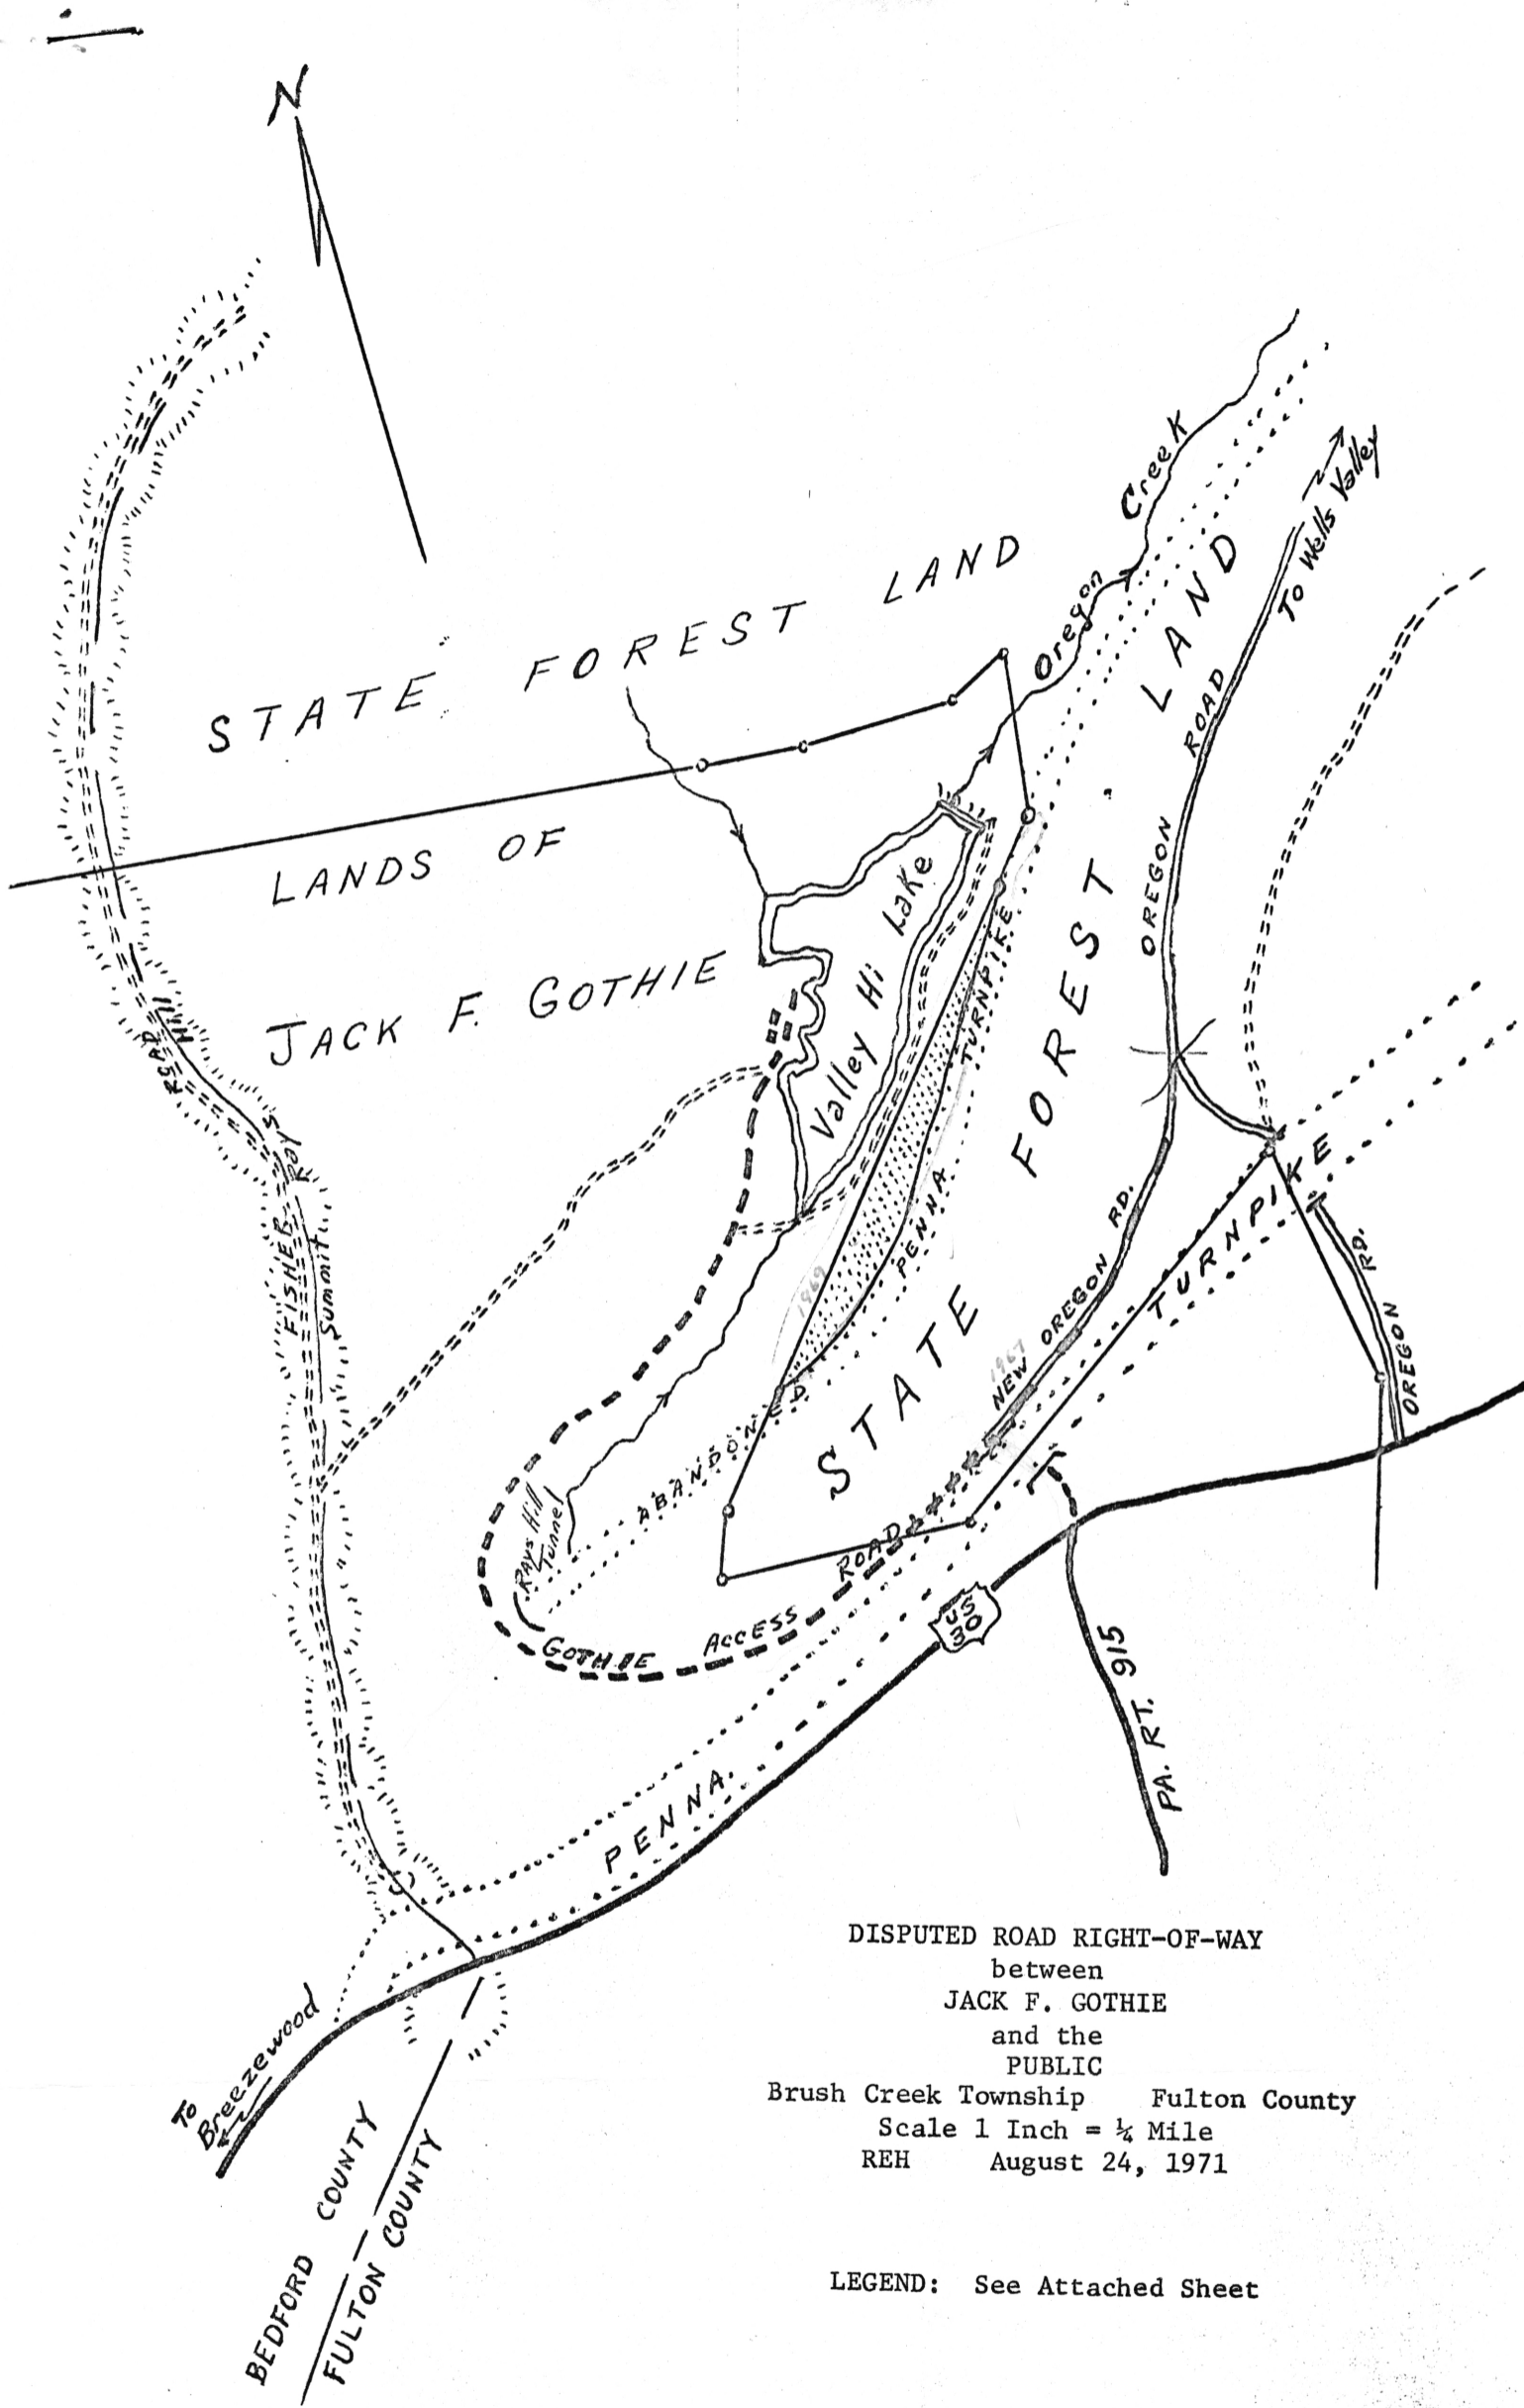 N
Creek
Oregon
To Wells Valley
STATE FOREST LAND
OREGON ROAD
LANDS OF
JACK F. GOTHIE
Valley Hi Lake
STATE FOREST LAND
FISHER ROAD
Rays Hill
Summit
ABANDONED PENNA. TURNPIKE
1969
1967
NEW OREGON RD.
PENNA. TURNPIKE
OREGON RD.
Rays Hill
Tunnel
GOTHIE ACCESS ROAD
US
30
PA. RT. 915
To
Breezewood
BEDFORD COUNTY
FULTON COUNTY
DISPUTED ROAD RIGHT-OF-WAY
between
JACK F. GOTHIE
and the
PUBLIC
Brush Creek Township Fulton County
Scale 1 Inch = ¼ Mile
REH August 24, 1971
LEGEND: See Attached Sheet